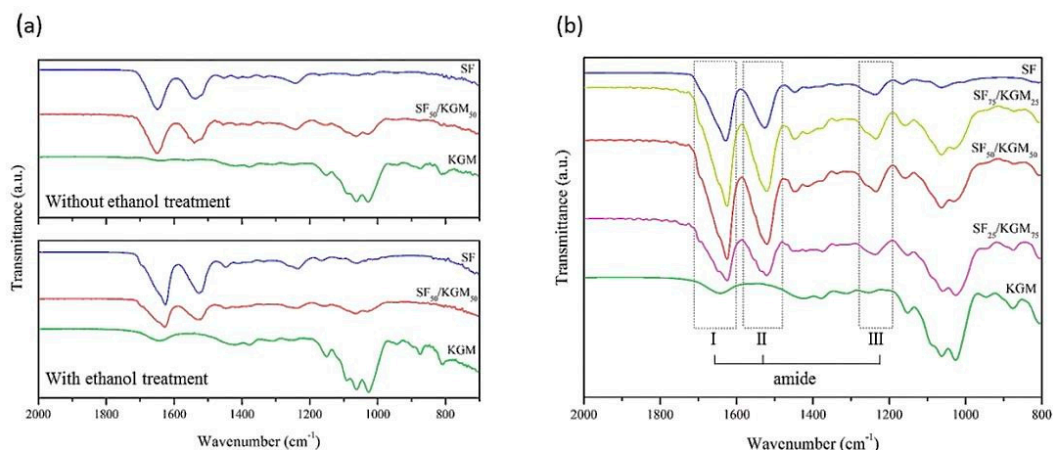 (a)
SF
SF50/KGM50
KGM
Without ethanol treatment
SF
SF50/KGM50
KGM
With ethanol treatment
Transmittance (a.u.)
2000 1800 1600 1400 1200 1000 800
Wavenumber (cm-1)
(b)
SF
SF75/KGM25
SF50/KGM50
SF25/KGM75
KGM
I II III
amide
Transmittance (a.u.)
2000 1800 1600 1400 1200 1000 800
Wavenumber (cm-1)